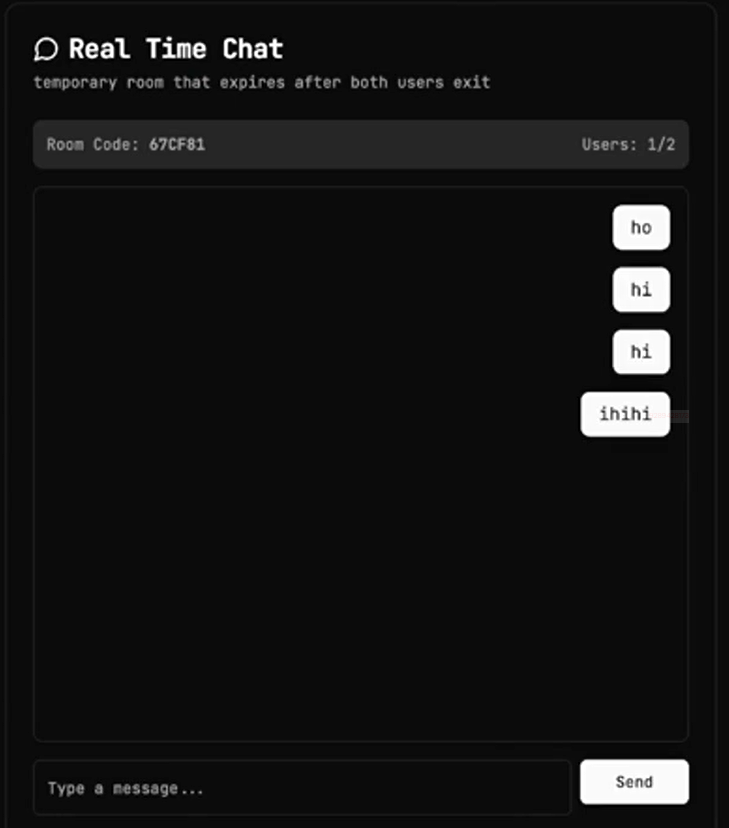 Real Time Chat
temporary room that expires after both users exit
Room Code: 67CF81 Users: 1/2
ho
hi
hi
ihihi
Type a message...
Send